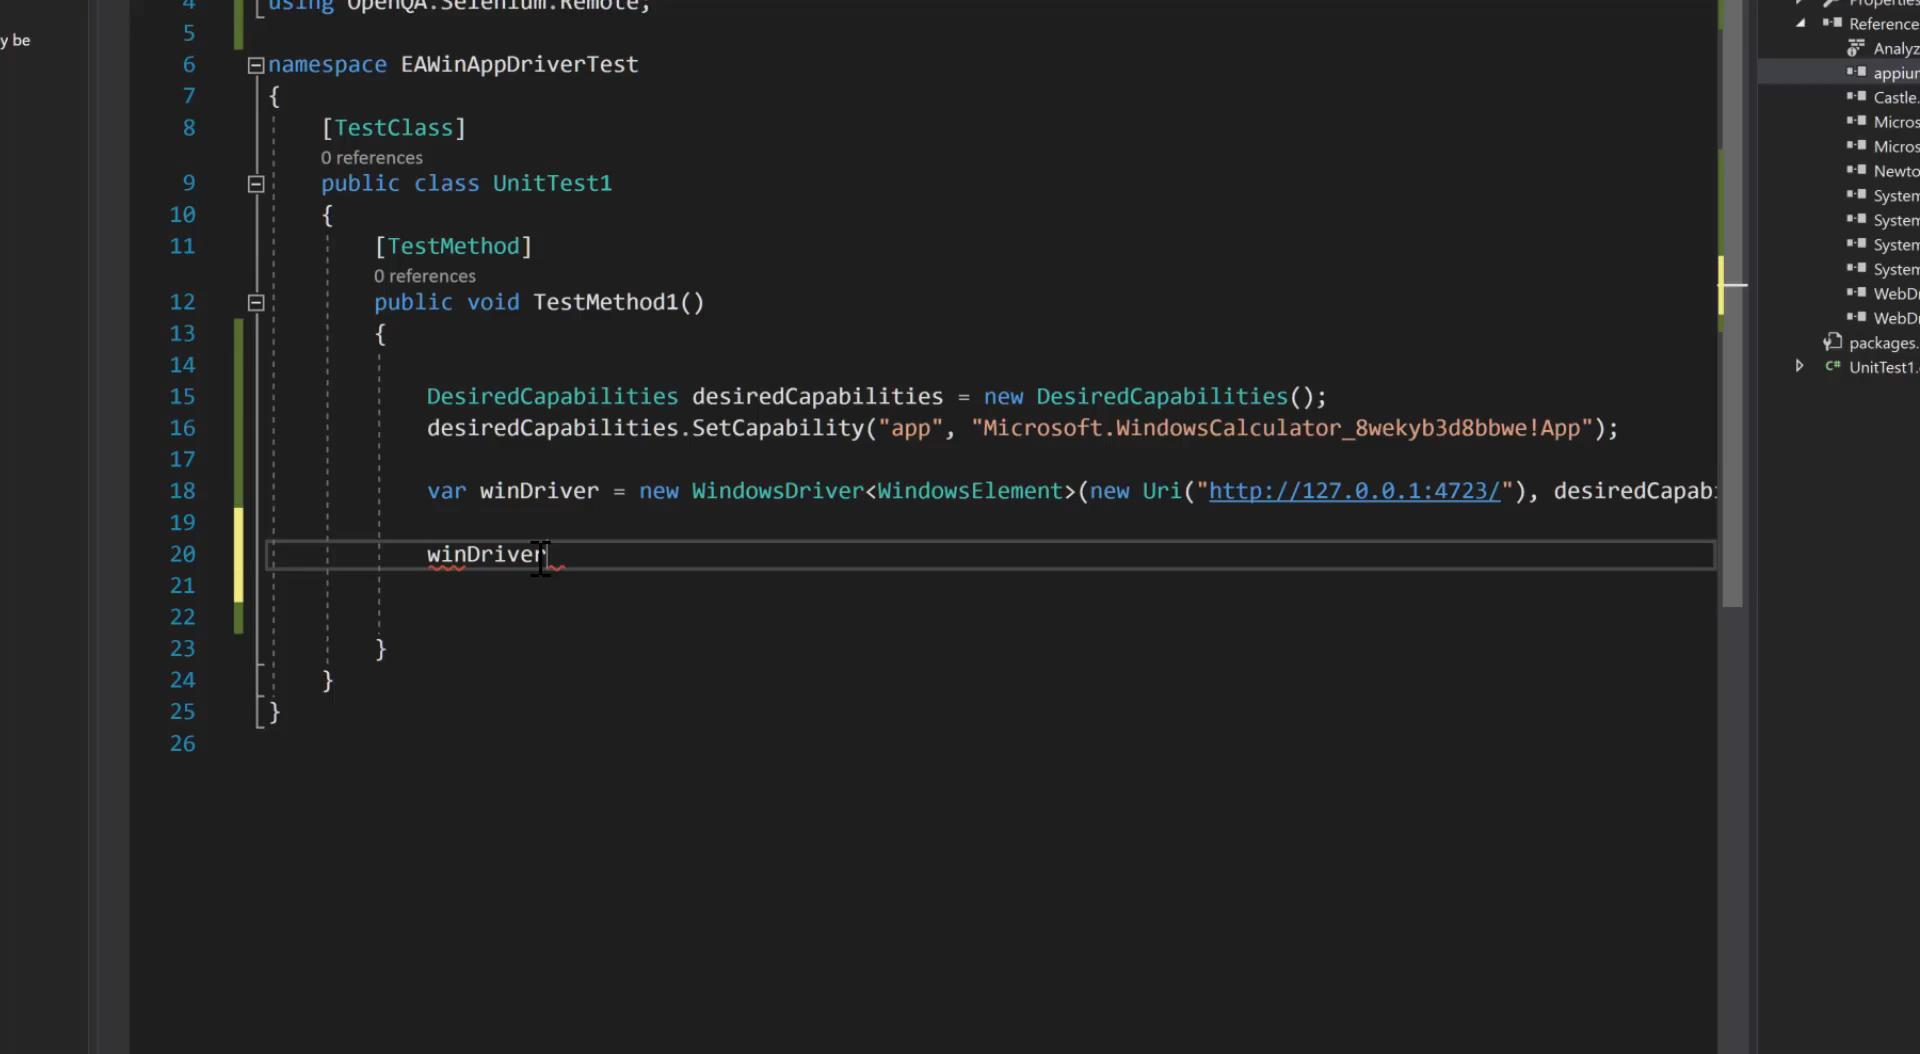 y be
4 using OpenQA.Selenium.Remote;
5
6 namespace EAWinAppDriverTest
7 {
8 [TestClass]
0 references
9 public class UnitTest1
10 {
11 [TestMethod]
0 references
12 public void TestMethod1()
13 {
14
15 DesiredCapabilities desiredCapabilities = new DesiredCapabilities();
16 desiredCapabilities.SetCapability("app", "Microsoft.WindowsCalculator_8wekyb3d8bbwe!App");
17
18 var winDriver = new WindowsDriver<WindowsElement>(new Uri("http://127.0.0.1:4723/"), desiredCapab
19
20 winDriver
21
22
23 }
24 }
25 }
26
Properties
Reference
Analyz
appiun
Castle.
Micros
Micros
Newto
System
System
System
System
WebDr
WebDr
packages.
C# UnitTest1.